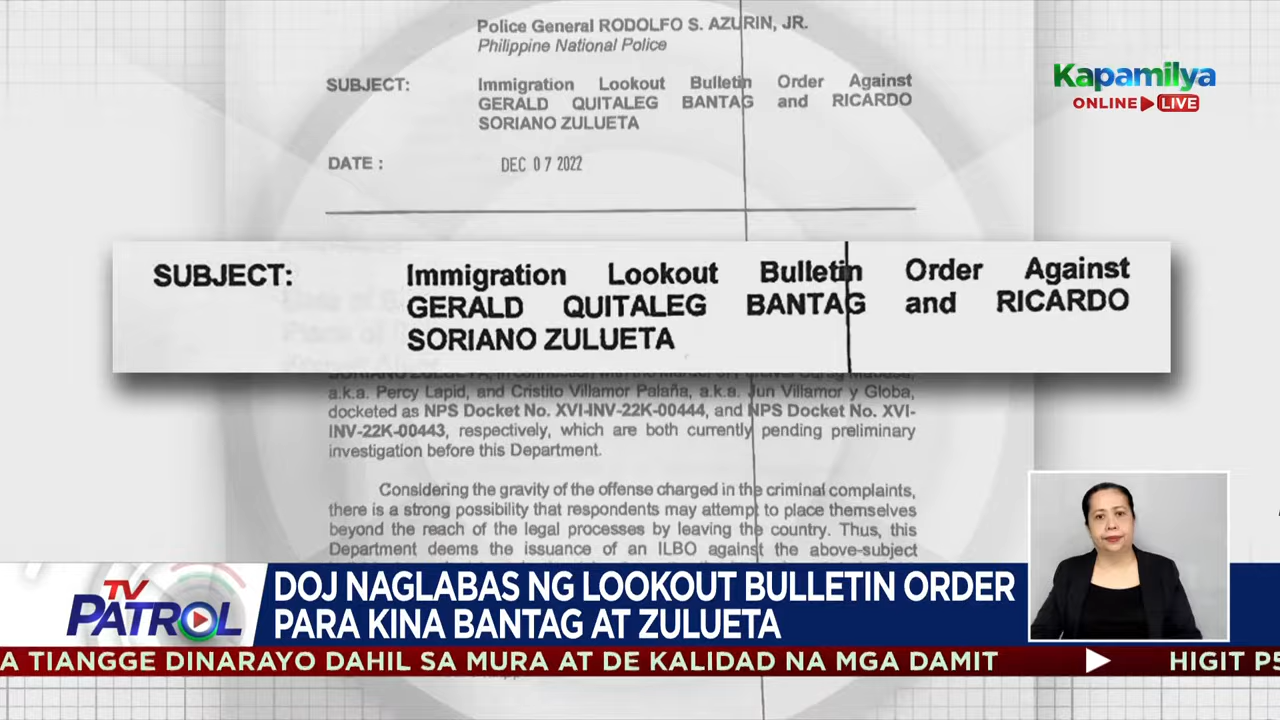 Police General RODOLFO S. AZURIN, JR.
Philippine National Police
Kapamilya
ONLINE LIVE
SUBJECT: Immigration Lookout Bulletin Order Against
GERALD QUITALEG BANTAG and RICARDO
SORIANO ZULUETA
DATE : DEC 07 2022
SUBJECT: Immigration Lookout Bulletin Order Against
GERALD QUITALEG BANTAG and RICARDO
SORIANO ZULUETA
a.k.a. Percy Lapid, and Cristito Villamor Palaña, a.k.a. Jun Villamor y Globa,
docketed as NPS Docket No. XVI-INV-22K-00444, and NPS Docket No. XVI-
INV-22K-00443, respectively, which are both currently pending preliminary
investigation before this Department.
Considering the gravity of the offense charged in the criminal complaints,
there is a strong possibility that respondents may attempt to place themselves
beyond the reach of the legal processes by leaving the country. Thus, this
Department deems the issuance of an ILBO against the above-subject
TV PATROL
DOJ NAGLABAS NG LOOKOUT BULLETIN ORDER
PARA KINA BANTAG AT ZULUETA
A TIANGGE DINARAYO DAHIL SA MURA AT DE KALIDAD NA MGA DAMIT HIGIT P5